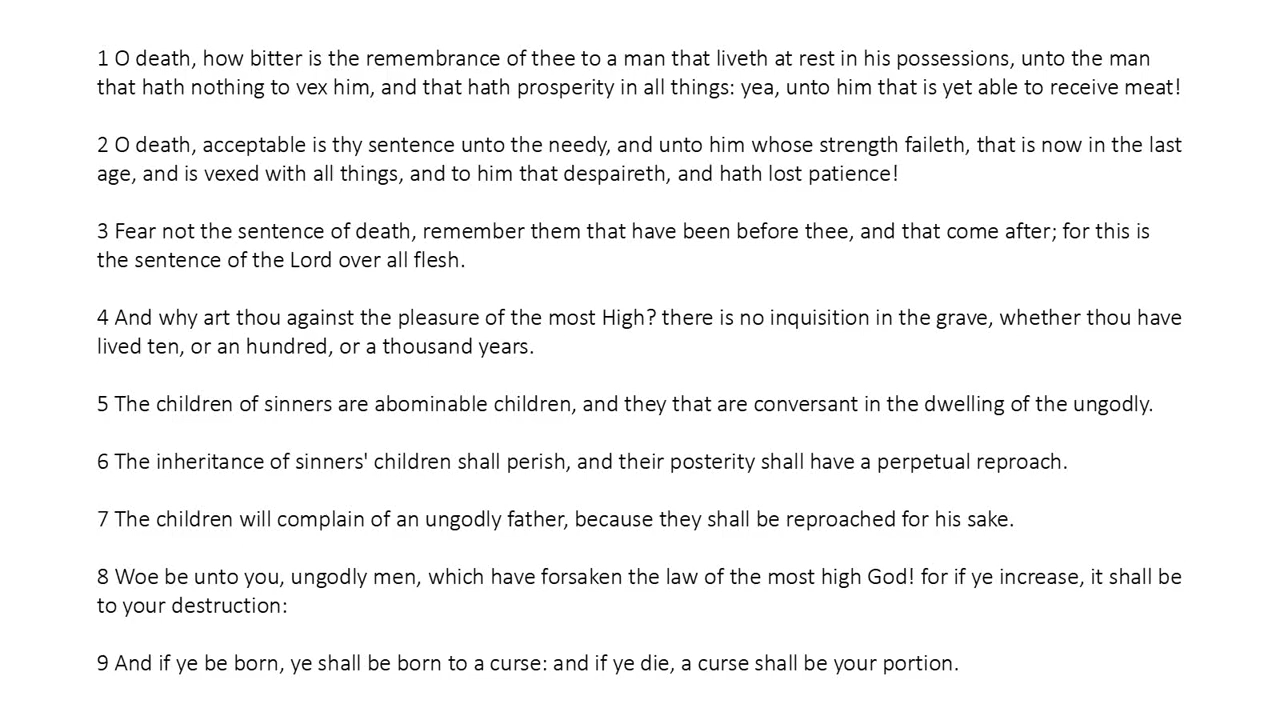 1 O death, how bitter is the remembrance of thee to a man that liveth at rest in his possessions, unto the man
that hath nothing to vex him, and that hath prosperity in all things: yea, unto him that is yet able to receive meat!
2 O death, acceptable is thy sentence unto the needy, and unto him whose strength faileth, that is now in the last
age, and is vexed with all things, and to him that despaireth, and hath lost patience!
3 Fear not the sentence of death, remember them that have been before thee, and that come after; for this is
the sentence of the Lord over all flesh.
4 And why art thou against the pleasure of the most High? there is no inquisition in the grave, whether thou have
lived ten, or an hundred, or a thousand years.
5 The children of sinners are abominable children, and they that are conversant in the dwelling of the ungodly.
6 The inheritance of sinners' children shall perish, and their posterity shall have a perpetual reproach.
7 The children will complain of an ungodly father, because they shall be reproached for his sake.
8 Woe be unto you, ungodly men, which have forsaken the law of the most high God! for if ye increase, it shall be
to your destruction:
9 And if ye be born, ye shall be born to a curse: and if ye die, a curse shall be your portion.